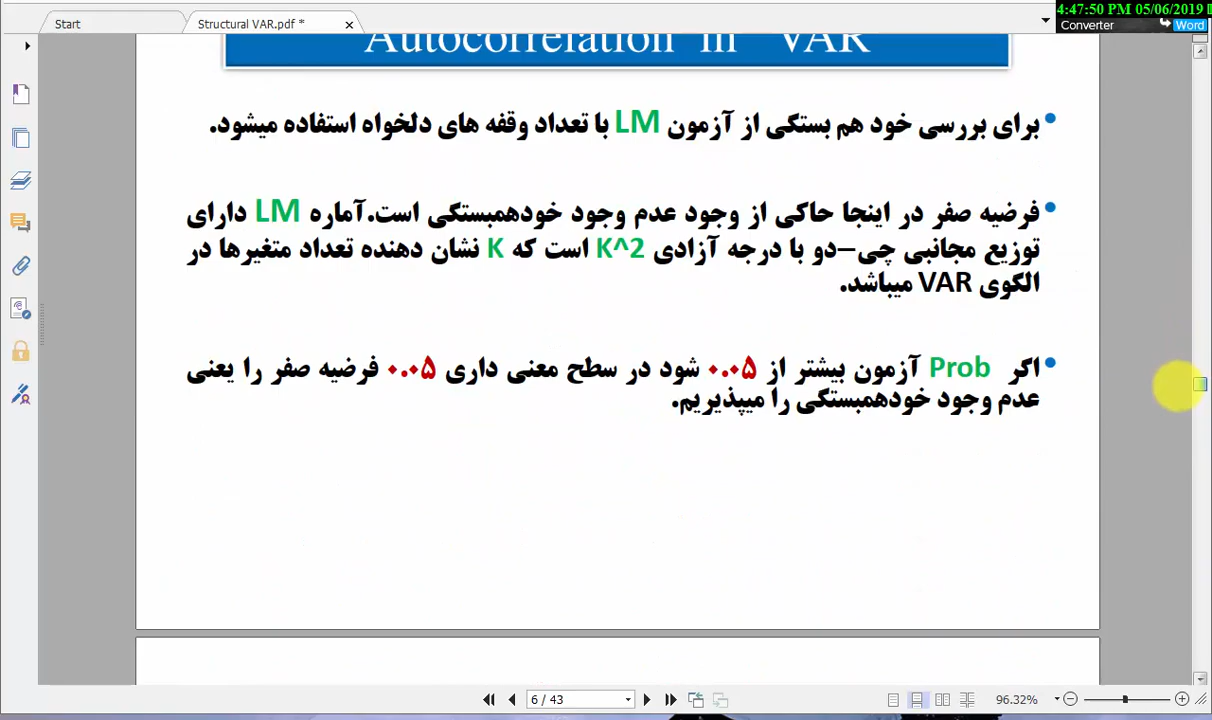 4:47:50 PM 05/06/2019
Start
Structural VAR.pdf *
Converter
Word
Autocorrelation in VAR
برای بررسی خود هم بستگی از آزمون LM با تعداد وقفه های دلخواه استفاده میشود.
فرضیه صفر در اینجا حاکی از وجود عدم وجود خودهمبستگی است.آماره LM دارای
توزیع مجانبی چی-دو با درجه آزادی K^2 است که K نشان دهنده تعداد متغیرها در
الگوی VAR میباشد.
اگر Prob آزمون بیشتر از ۰.۰۵ شود در سطح معنی داری ۰.۰۵ فرضیه صفر را یعنی
عدم وجود خودهمبستگی را میپذیریم.
6 / 43
96.32%